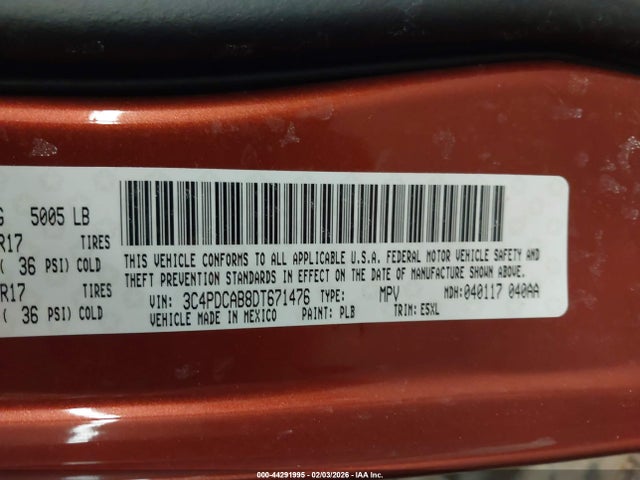 G 5005 LB
R17 TIRES
( 36 PSI) COLD
R17 TIRES
( 36 PSI) COLD
THIS VEHICLE CONFORMS TO ALL APPLICABLE U.S.A. FEDERAL MOTOR VEHICLE SAFETY AND
THEFT PREVENTION STANDARDS IN EFFECT ON THE DATE OF MANUFACTURE SHOWN ABOVE.
VIN: 3C4PDCAB8DT671476 TYPE: MPV MDH: 040117 040AA
VEHICLE MADE IN MEXICO PAINT: PLB TRIM: E5XL
000-44291995 - 02/03/2026 - IAA Inc.